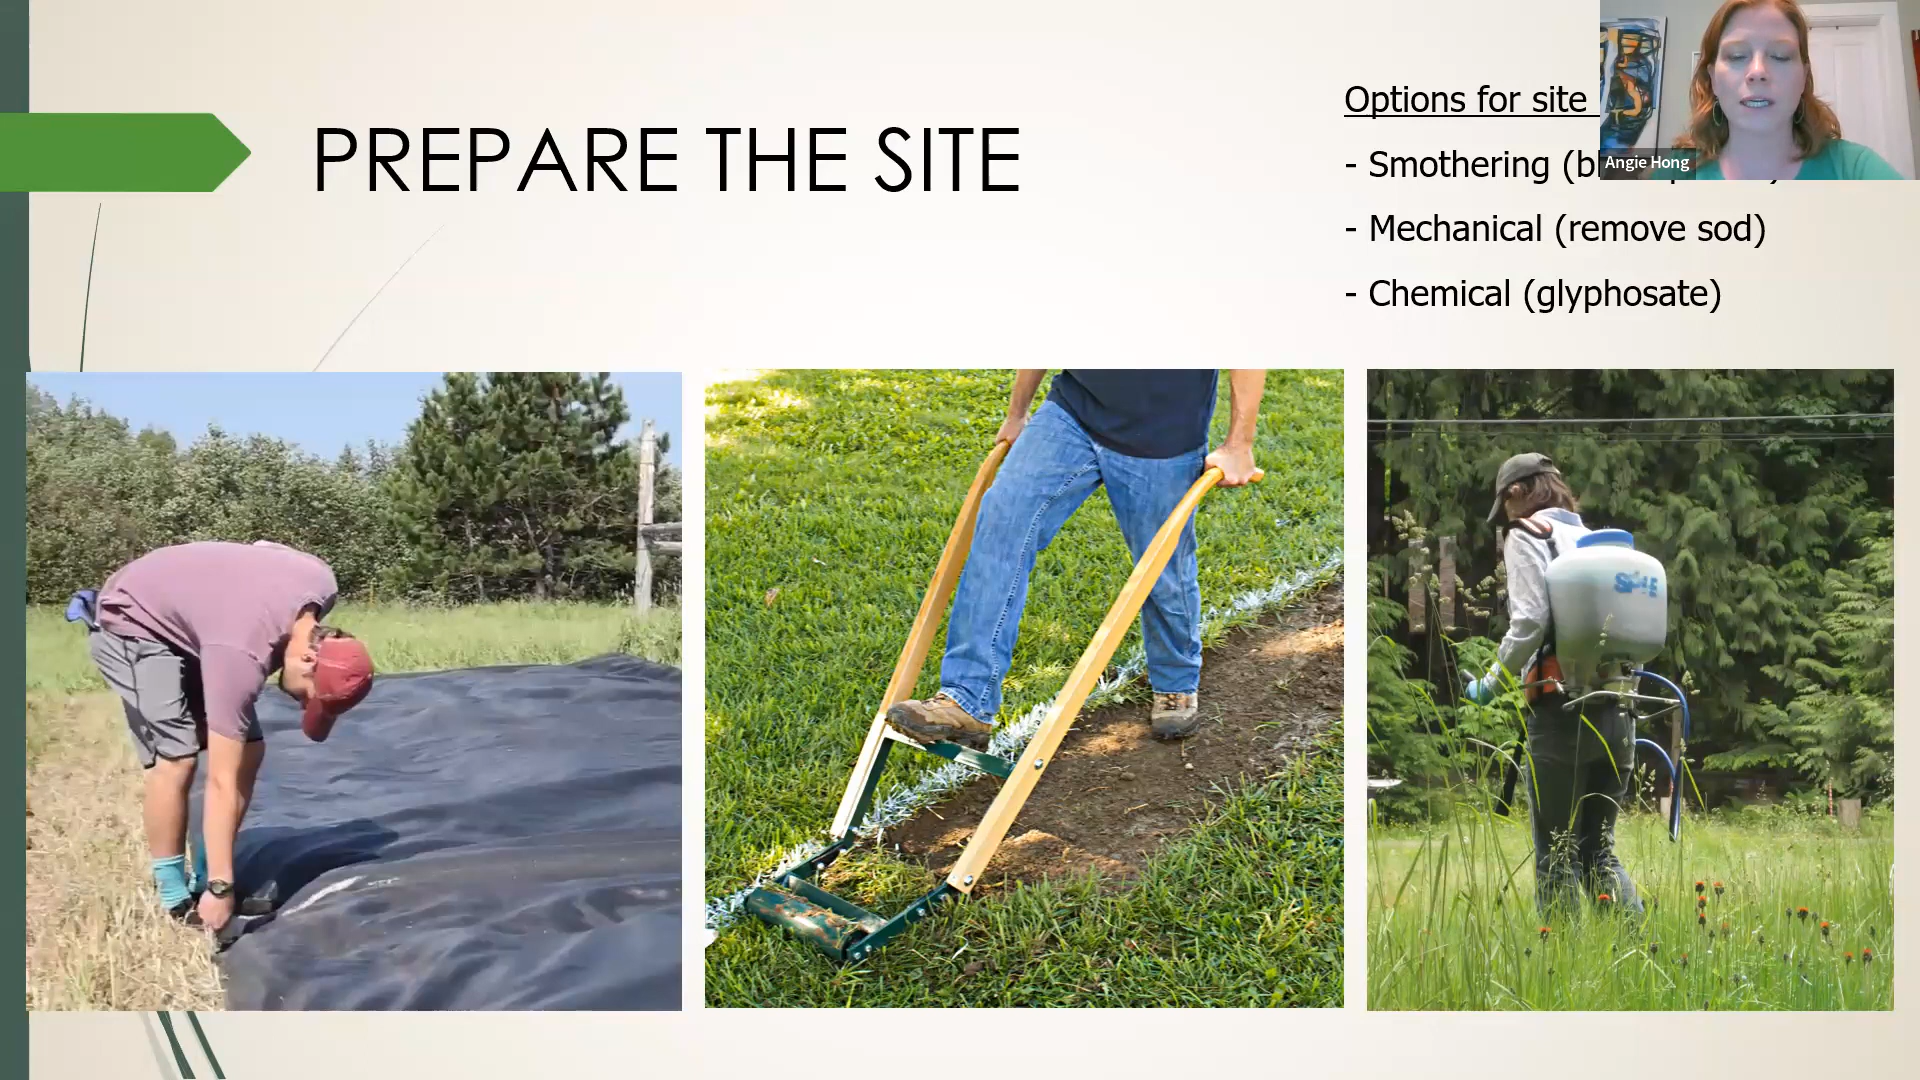 PREPARE THE SITE
Options for site
- Smothering
Angie Hong
- Mechanical (remove sod)
- Chemical (glyphosate)